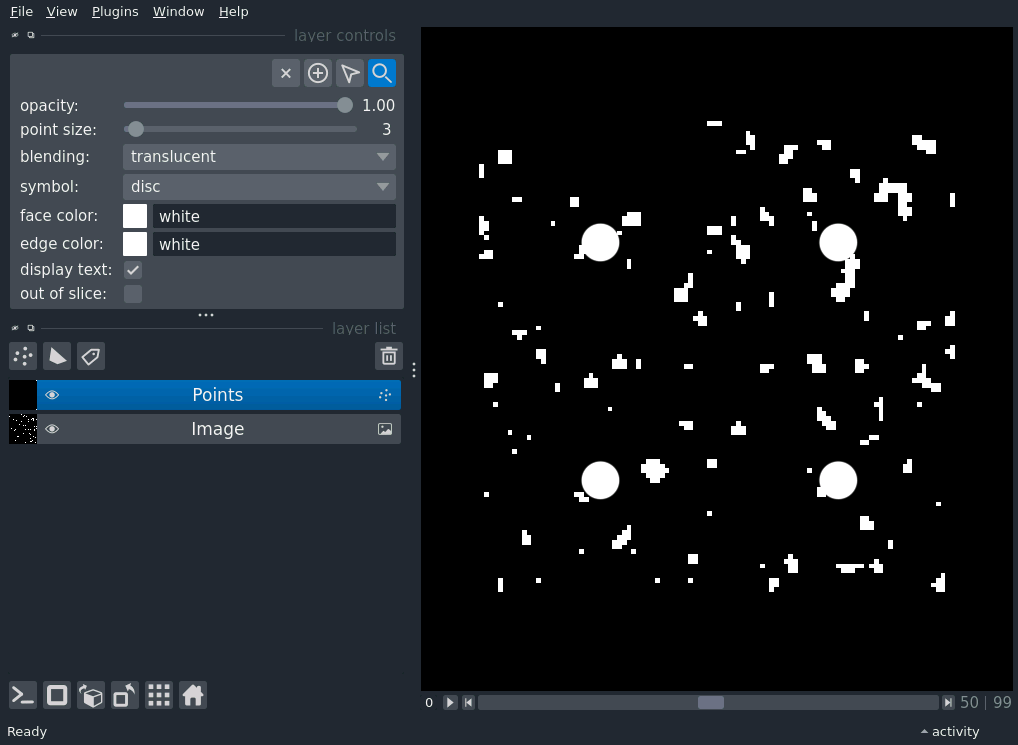 File View Plugins Window Help
layer controls
opacity: 1.00
point size: 3
blending: translucent
symbol: disc
face color: white
edge color: white
display text:
out of slice:
layer list
Points
Image
0 50 | 99
Ready activity